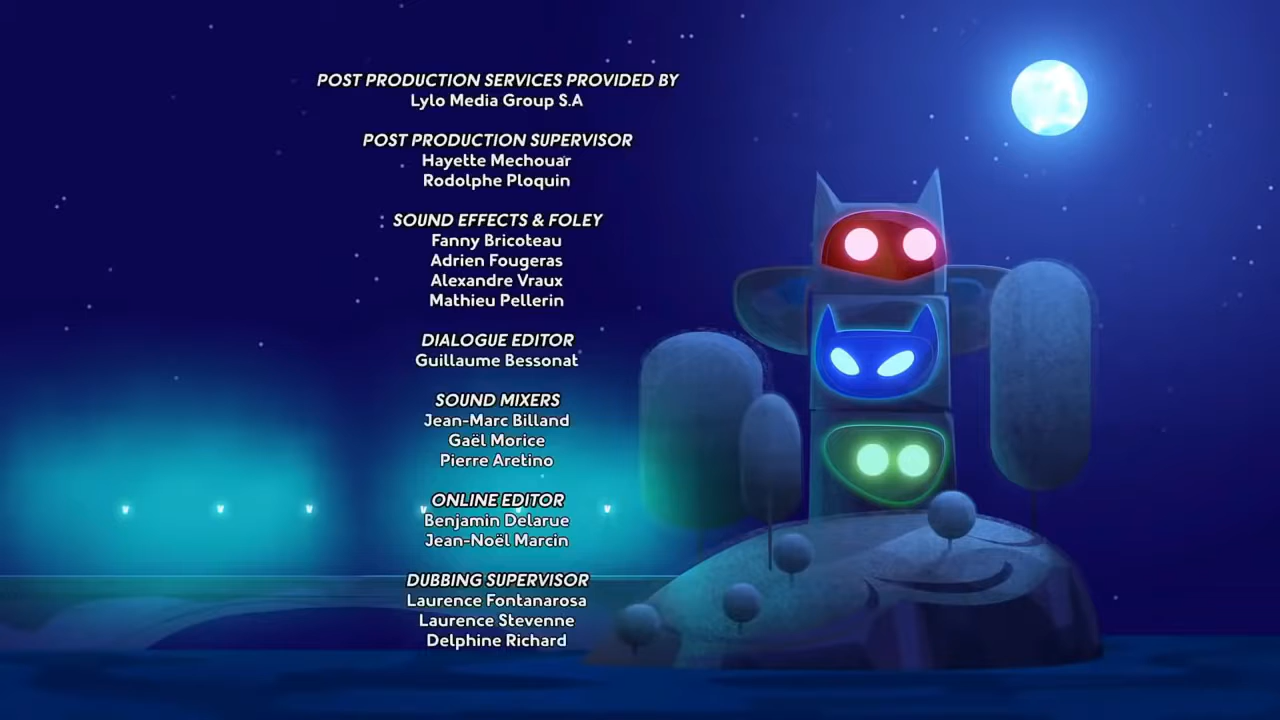 POST PRODUCTION SERVICES PROVIDED BY
Lylo Media Group S.A
POST PRODUCTION SUPERVISOR
Hayette Mechouar
Rodolphe Ploquin
SOUND EFFECTS & FOLEY
Fanny Bricoteau
Adrien Fougeras
Alexandre Vraux
Mathieu Pellerin
DIALOGUE EDITOR
Guillaume Bessonat
SOUND MIXERS
Jean-Marc Billand
Gaël Morice
Pierre Aretino
ONLINE EDITOR
Benjamin Delarue
Jean-Noël Marcin
DUBBING SUPERVISOR
Laurence Fontanarosa
Laurence Stevenne
Delphine Richard